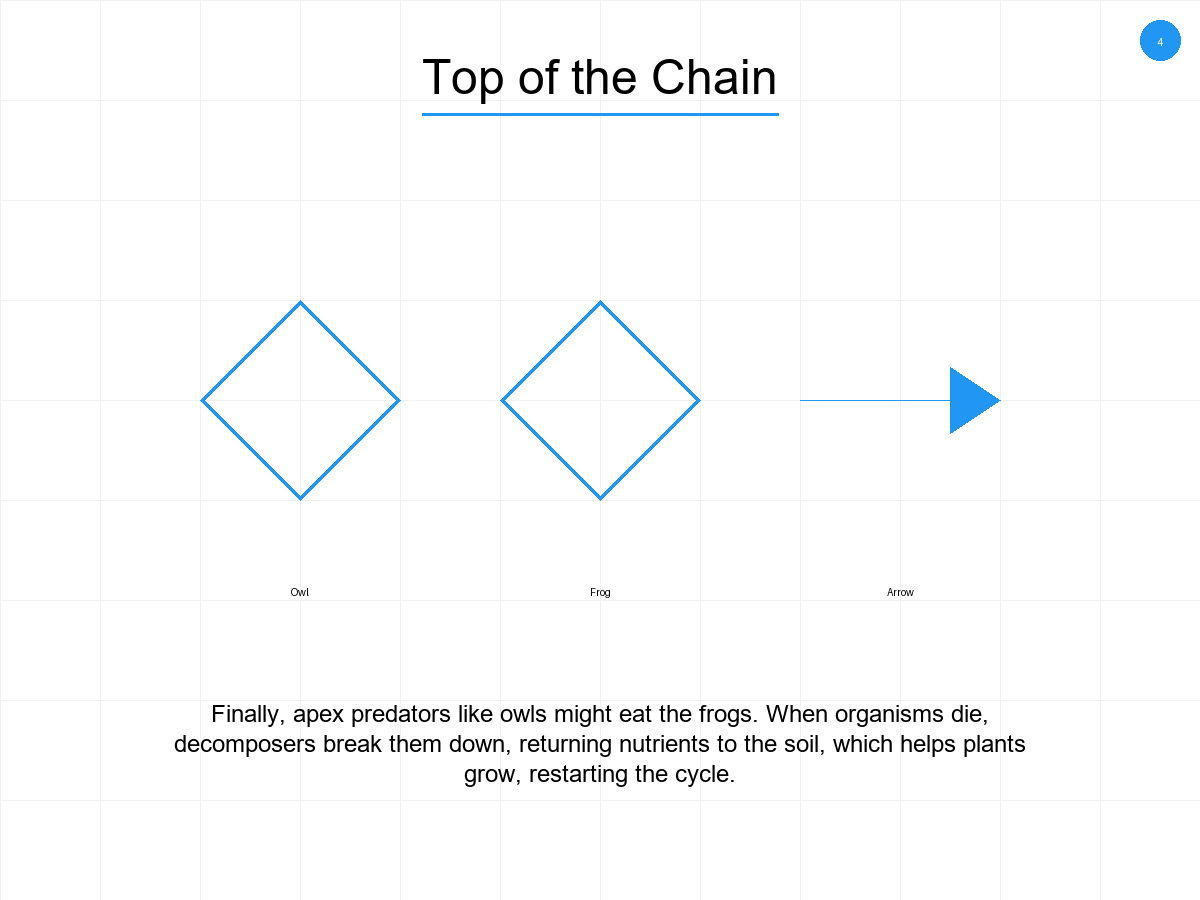 4
Top of the Chain
Owl
Frog
Arrow
Finally, apex predators like owls might eat the frogs. When organisms die,
decomposers break them down, returning nutrients to the soil, which helps plants
grow, restarting the cycle.